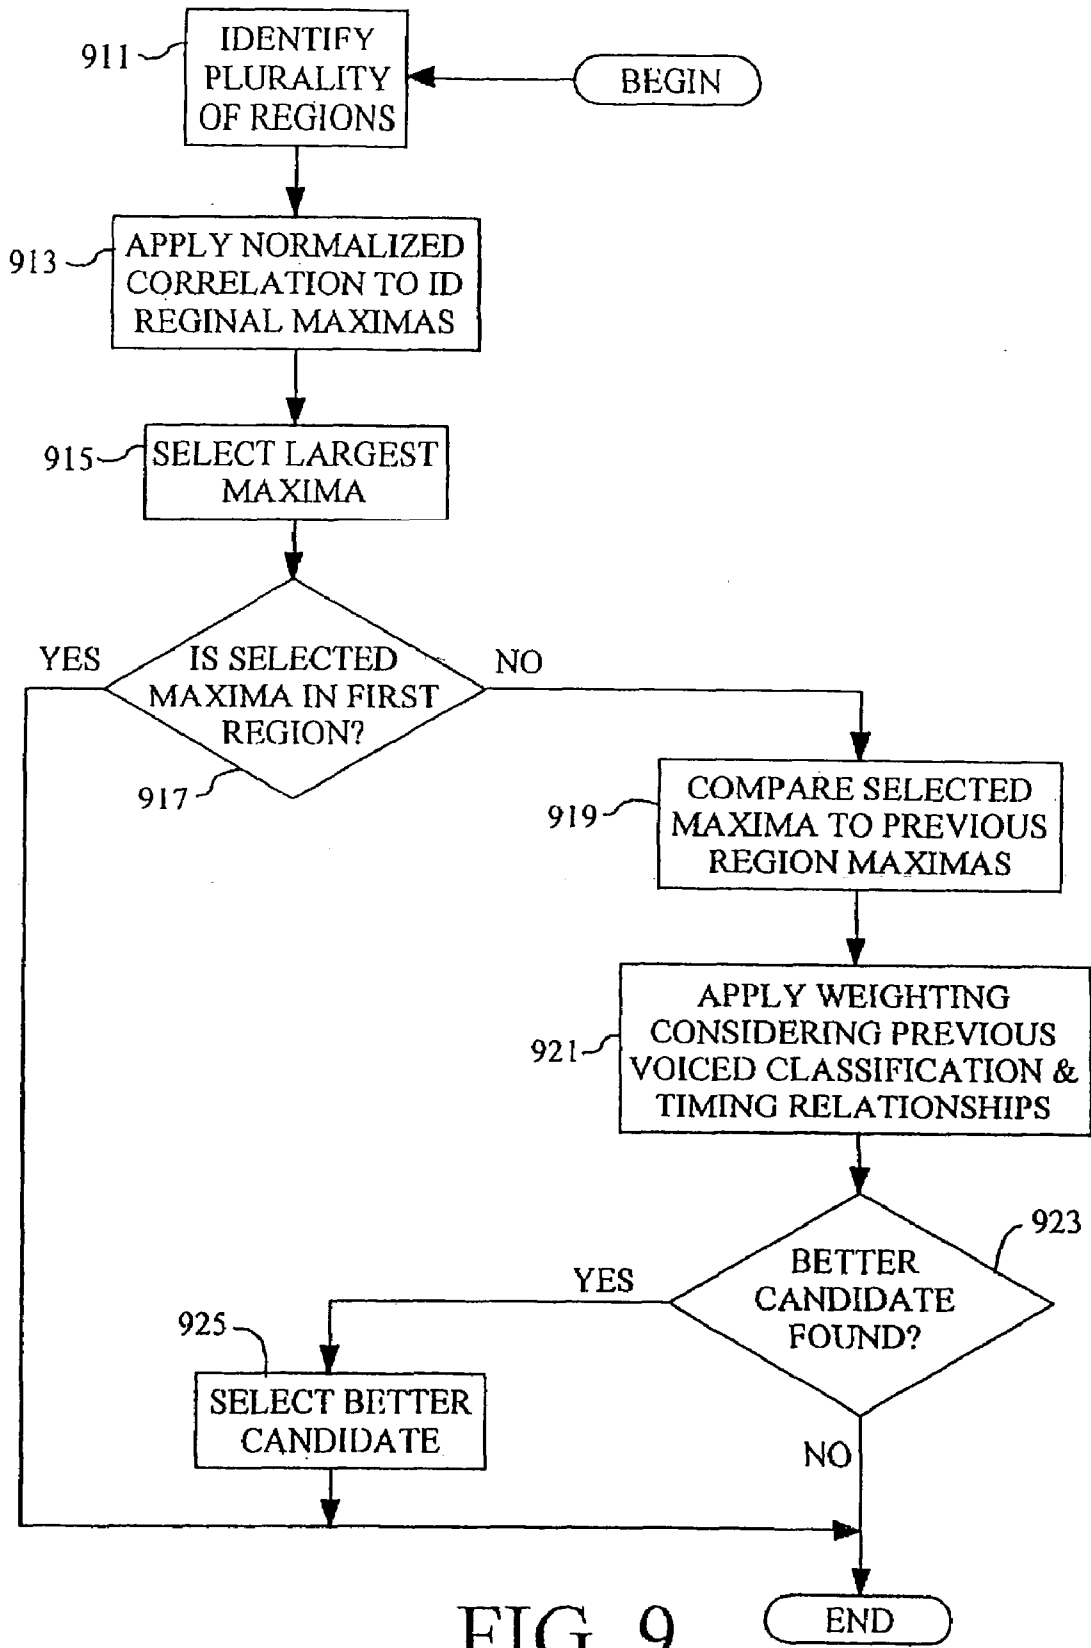 911
IDENTIFY
PLURALITY
OF REGIONS
BEGIN
913
APPLY NORMALIZED
CORRELATION TO ID
REGINAL MAXIMAS
915
SELECT LARGEST
MAXIMA
YES
IS SELECTED
MAXIMA IN FIRST
REGION?
NO
917
919
COMPARE SELECTED
MAXIMA TO PREVIOUS
REGION MAXIMAS
921
APPLY WEIGHTING
CONSIDERING PREVIOUS
VOICED CLASSIFICATION &
TIMING RELATIONSHIPS
923
BETTER
CANDIDATE
FOUND?
YES
925
SELECT BETTER
CANDIDATE
NO
END
FIG. 9